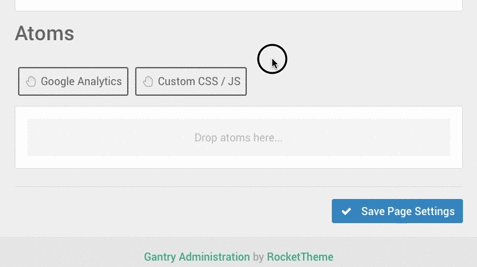 Atoms
Google Analytics
Custom CSS / JS
Drop atoms here...
Save Page Settings
Gantry Administration by RocketTheme